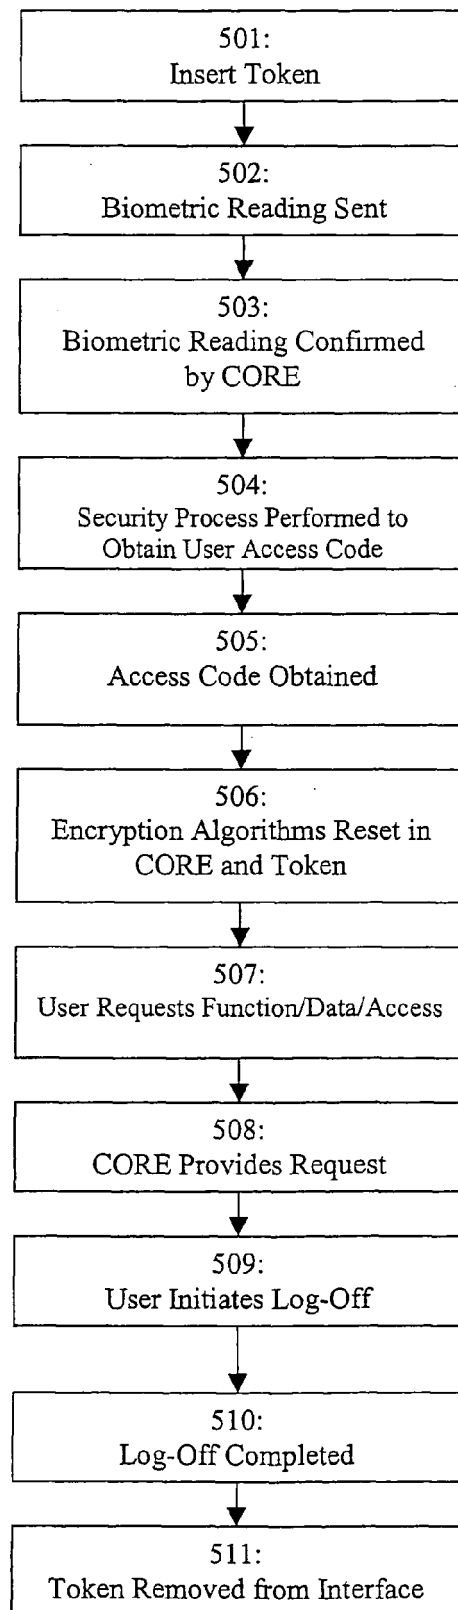 501:
Insert Token
502:
Biometric Reading Sent
503:
Biometric Reading Confirmed
by CORE
504:
Security Process Performed to
Obtain User Access Code
505:
Access Code Obtained
506:
Encryption Algorithms Reset in
CORE and Token
507:
User Requests Function/Data/Access
508:
CORE Provides Request
509:
User Initiates Log-Off
510:
Log-Off Completed
511:
Token Removed from Interface